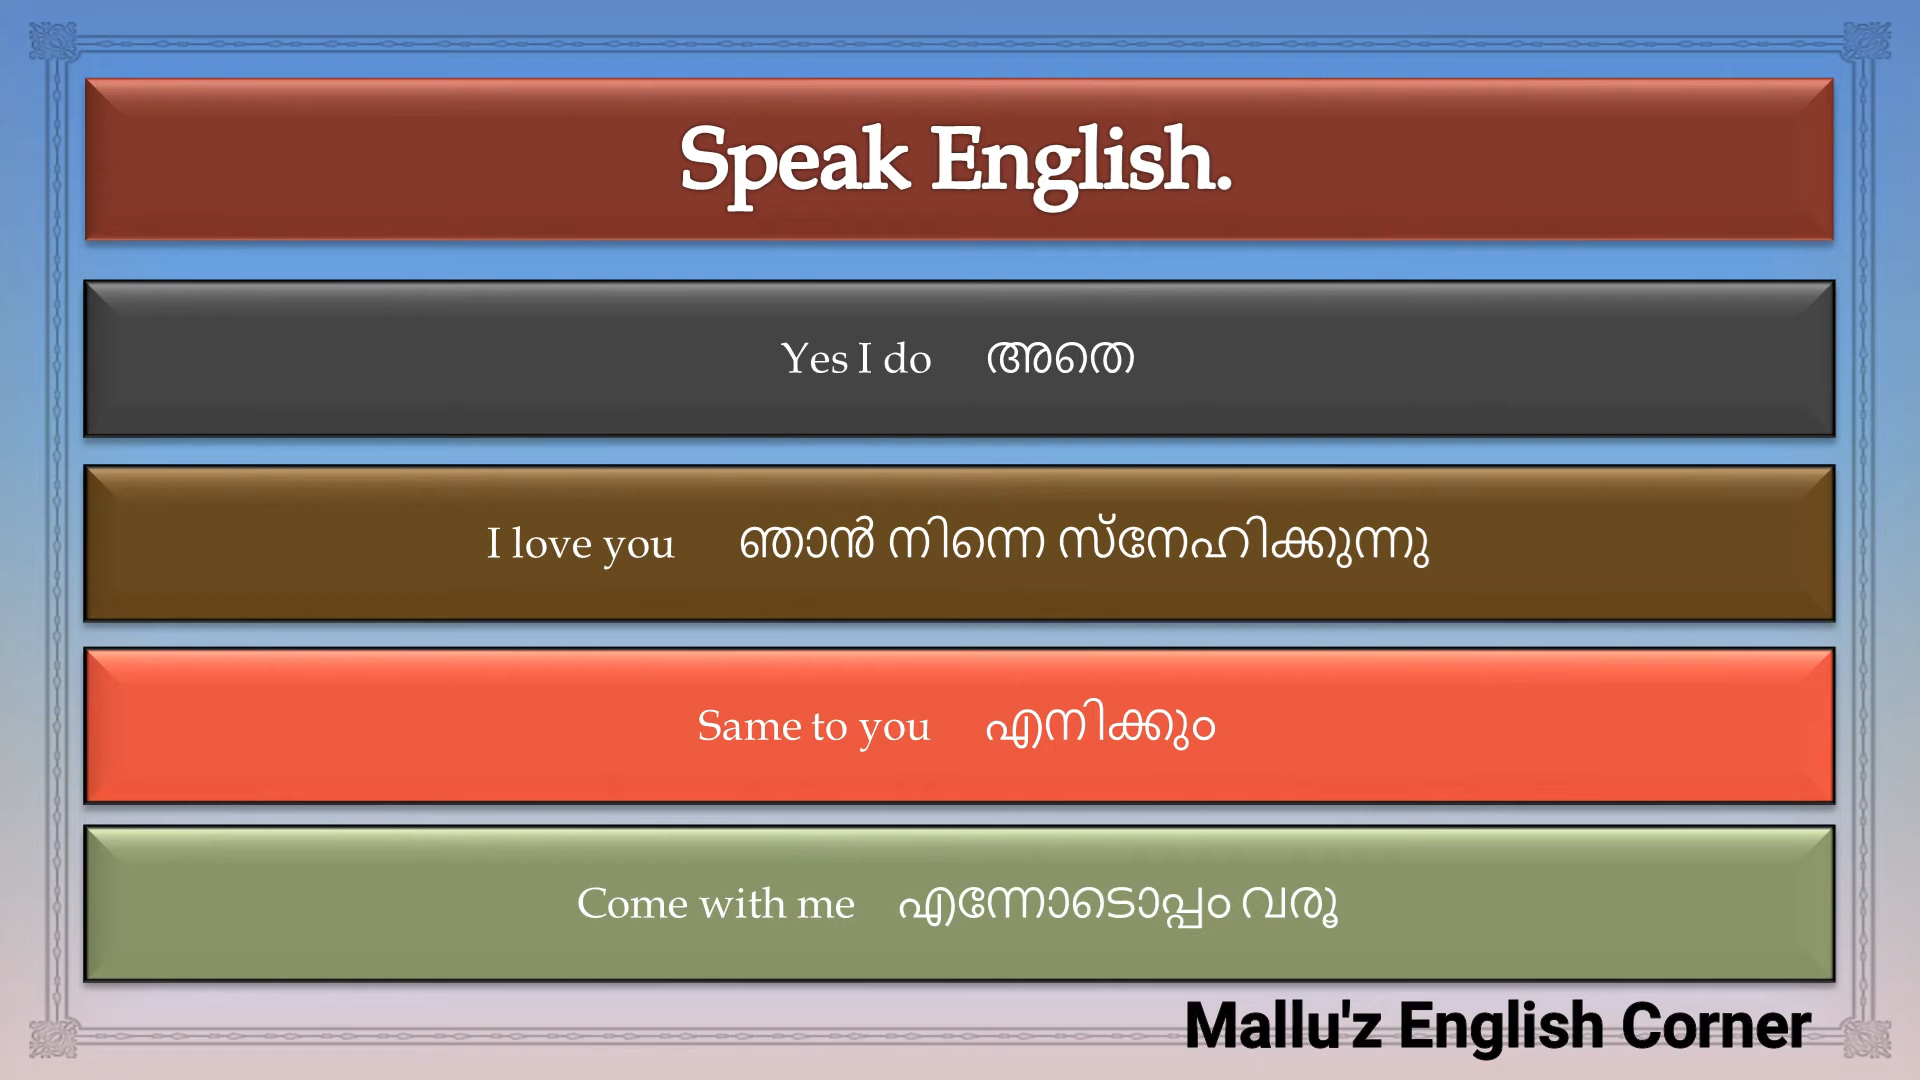 Speak English.
Yes I do അതെ
I love you ഞാൻ നിന്നെ സ്നേഹിക്കുന്നു
Same to you എനിക്കും
Come with me എന്നോടൊപ്പം വരൂ
Mallu'z English Corner